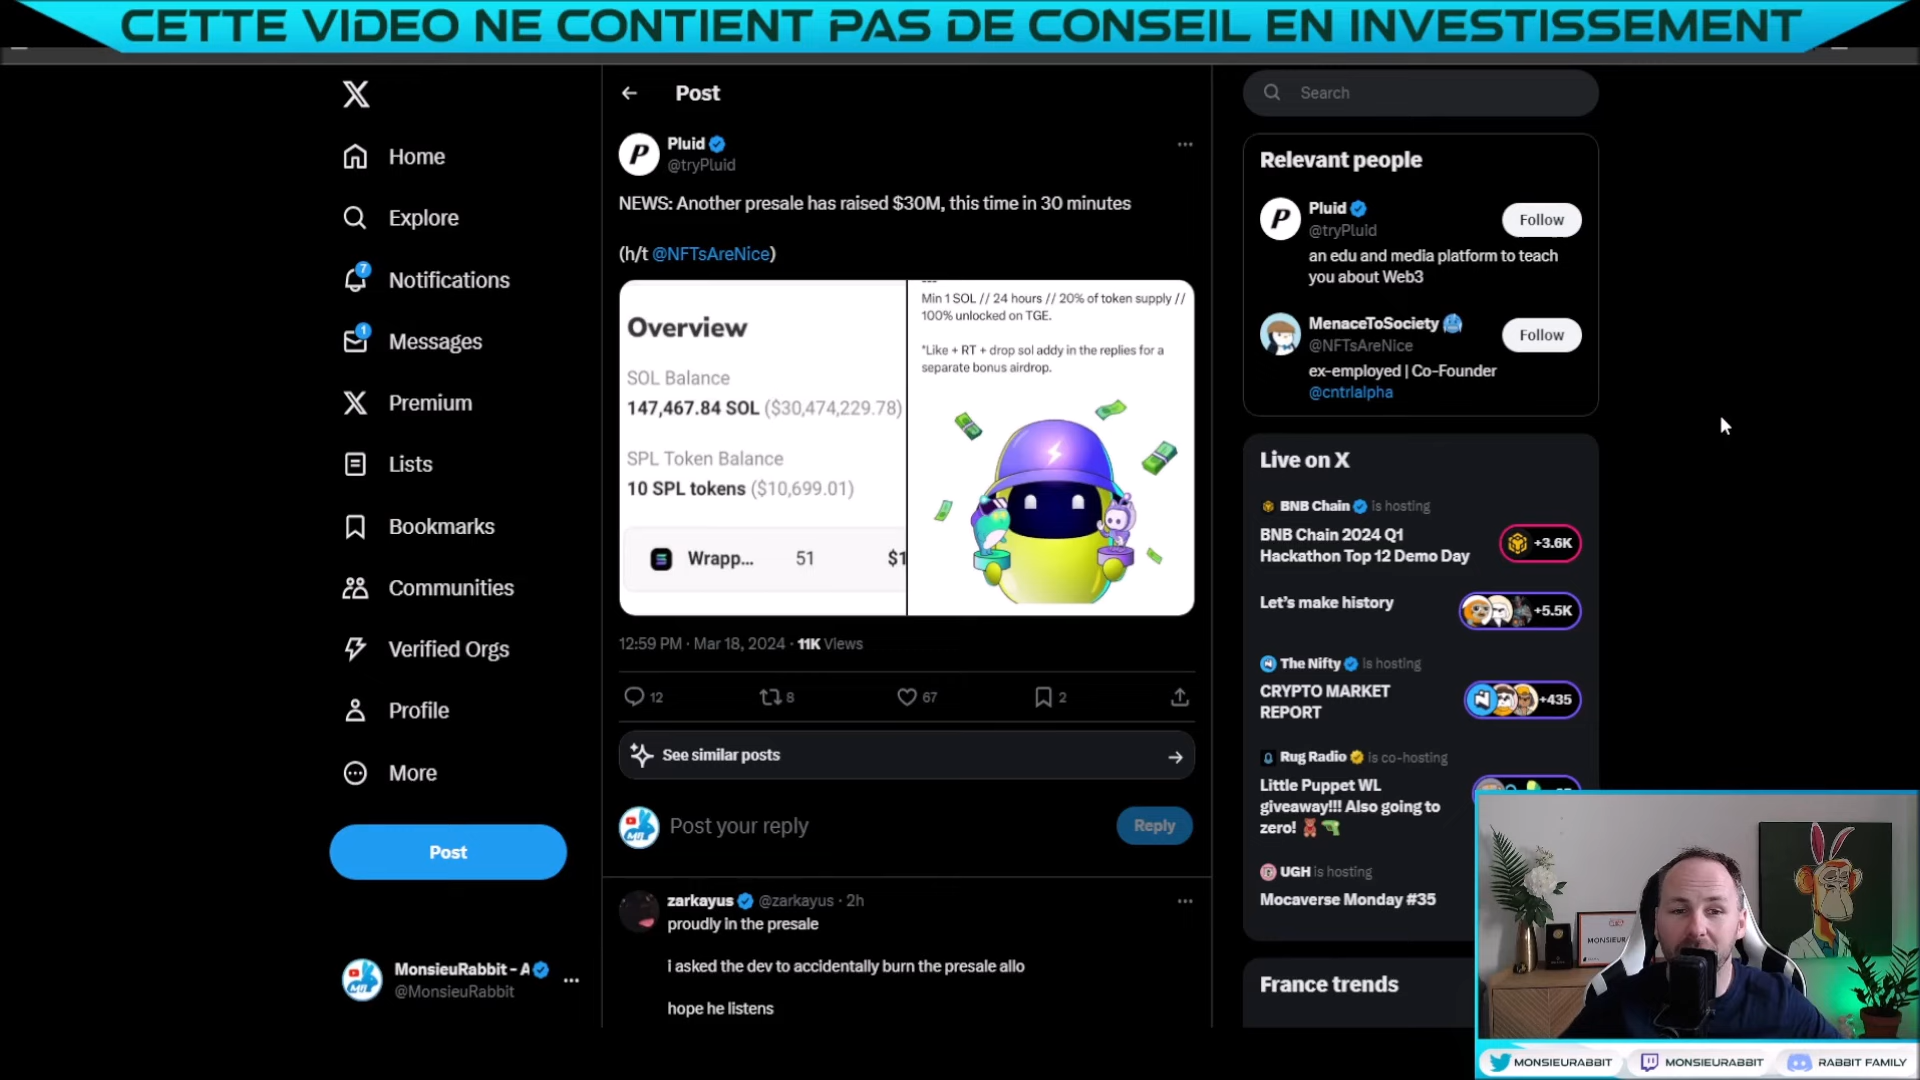 CETTE VIDEO NE CONTIENT PAS DE CONSEIL EN INVESTISSEMENT
Home
Explore
7
Notifications
1
Messages
Premium
Lists
Bookmarks
Communities
Verified Orgs
Profile
More
Post
MonsieuRabbit - A
@MonsieuRabbit
Post
Pluid
@tryPluid
NEWS: Another presale has raised $30M, this time in 30 minutes
(h/t @NFTsAreNice)
Overview
SOL Balance
147,467.84 SOL ($30,474,229.78)
SPL Token Balance
10 SPL tokens ($10,699.01)
Wrapp... 51 $1
Min 1 SOL // 24 hours // 20% of token supply //
100% unlocked on TGE.
*Like + RT + drop sol addy in the replies for a
separate bonus airdrop.
12:59 PM · Mar 18, 2024 · 11K Views
12 8 67 2
See similar posts
Post your reply
Reply
zarkayus @zarkayus · 2h
proudly in the presale
i asked the dev to accidentally burn the presale allo
hope he listens
Search
Relevant people
Pluid
@tryPluid
Follow
an edu and media platform to teach
you about Web3
MenaceToSociety
@NFTsAreNice
Follow
ex-employed | Co-Founder
@cntrlalpha
Live on X
BNB Chain is hosting
BNB Chain 2024 Q1
Hackathon Top 12 Demo Day
+3.6K
Let's make history
+5.5K
The Nifty is hosting
CRYPTO MARKET
REPORT
+435
Rug Radio is co-hosting
Little Puppet WL
giveaway!!! Also going to
zero!
UGH is hosting
Mocaverse Monday #35
France trends
MONSIEUR
MONSIEURABBIT
MONSIEURABBIT
RABBIT FAMILY